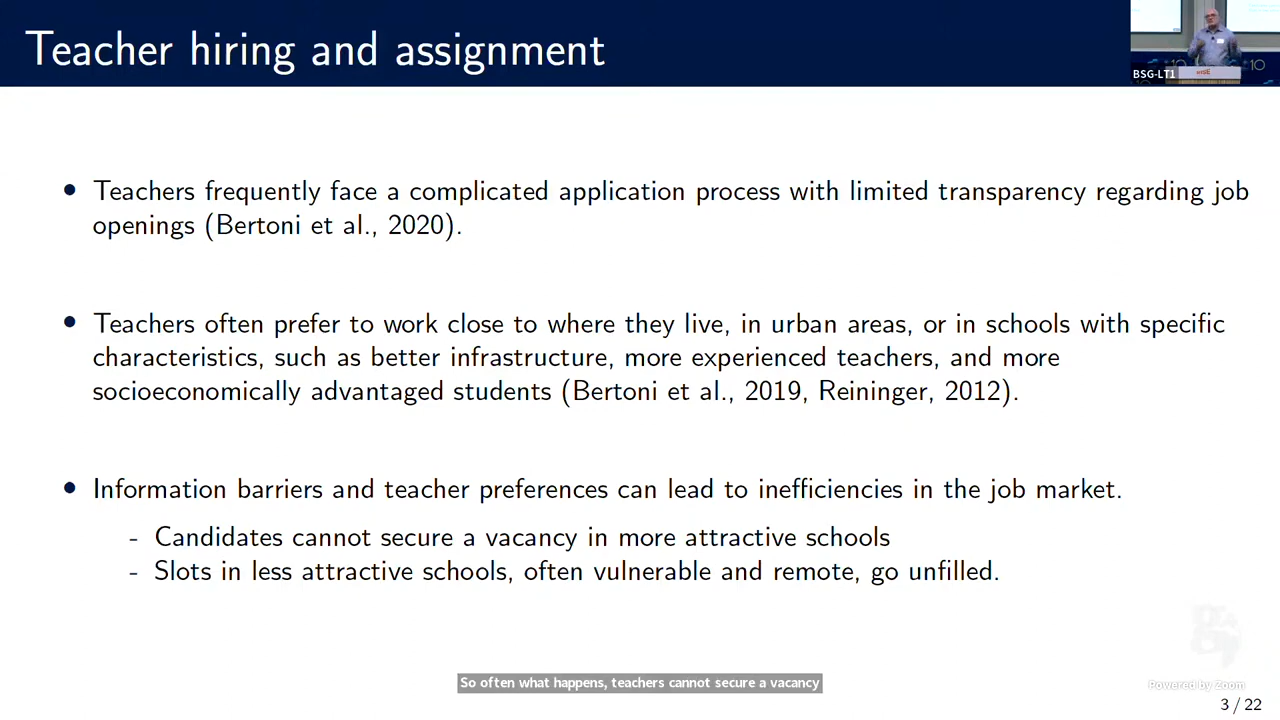 Teacher hiring and assignment
BSG-LT1
• Teachers frequently face a complicated application process with limited transparency regarding job
openings (Bertoni et al., 2020).
• Teachers often prefer to work close to where they live, in urban areas, or in schools with specific
characteristics, such as better infrastructure, more experienced teachers, and more
socioeconomically advantaged students (Bertoni et al., 2019, Reininger, 2012).
• Information barriers and teacher preferences can lead to inefficiencies in the job market.
- Candidates cannot secure a vacancy in more attractive schools
- Slots in less attractive schools, often vulnerable and remote, go unfilled.
So often what happens, teachers cannot secure a vacancy
Powered by Zoom
3 / 22